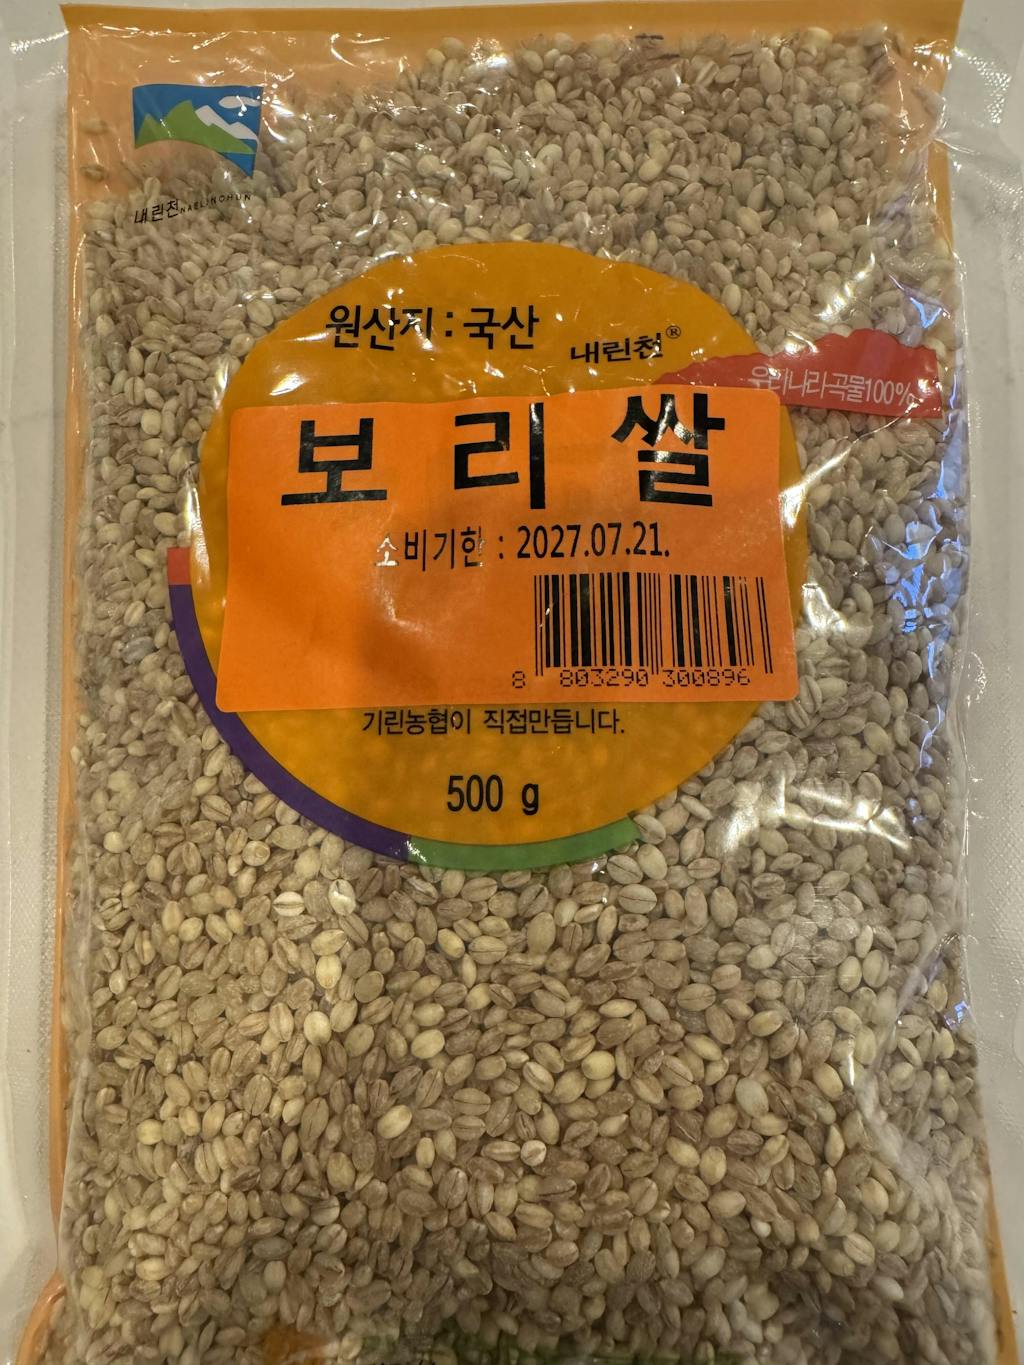 내린천 NAELINCHUN
원산지 : 국산
내린천®
우리나라곡물100%
보리쌀
소비기한 : 2027.07.21.
8 803290 300896
기린농협이 직접만듭니다.
500 g